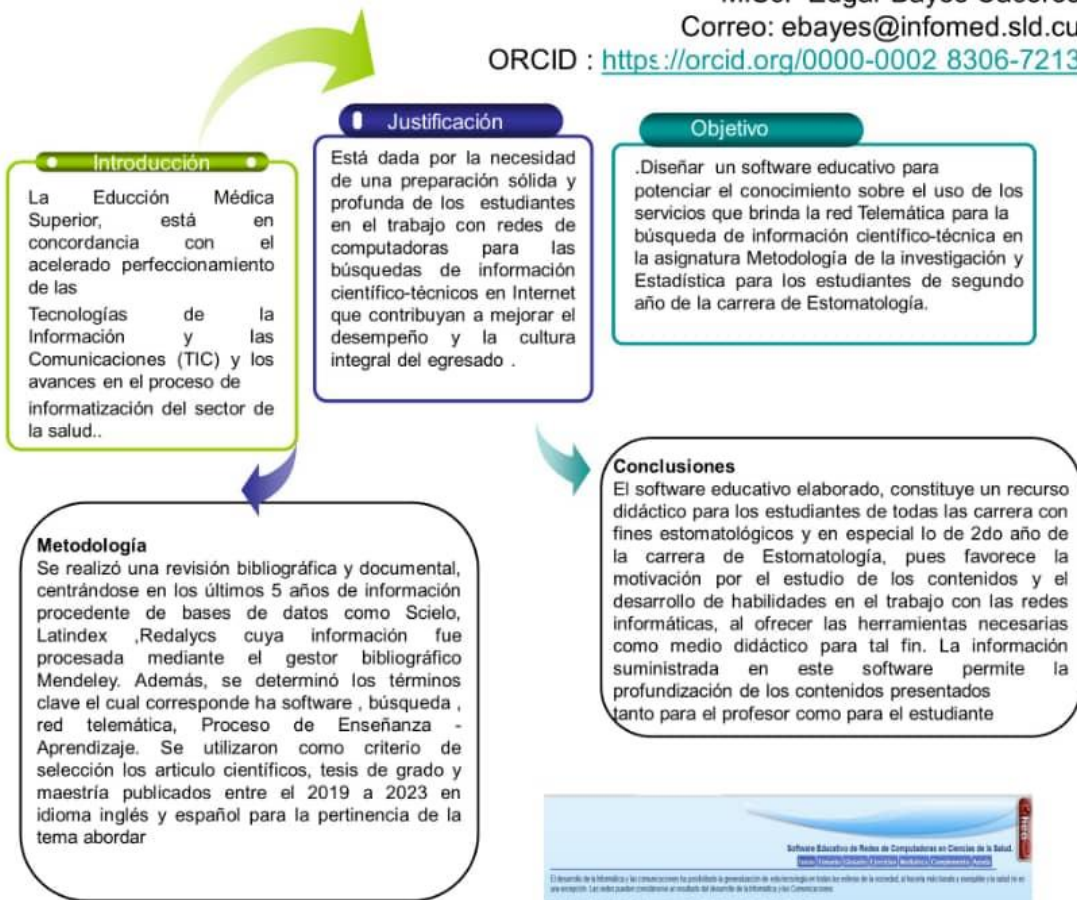 M.Scr Edgar Bayes Cáceres
Correo: ebayes@infomed.sld.cu
ORCID : https://orcid.org/0000-0002 8306-7213
Introducción
La Educción Médica
Superior, está en
concordancia con el
acelerado perfeccionamiento
de las
Tecnologías de la
Información y las
Comunicaciones (TIC) y los
avances en el proceso de
informatización del sector de
la salud..
Justificación
Está dada por la necesidad
de una preparación sólida y
profunda de los estudiantes
en el trabajo con redes de
computadoras para las
búsquedas de información
científico-técnicos en Internet
que contribuyan a mejorar el
desempeño y la cultura
integral del egresado .
Objetivo
.Diseñar un software educativo para
potenciar el conocimiento sobre el uso de los
servicios que brinda la red Telemática para la
búsqueda de información científico-técnica en
la asignatura Metodología de la investigación y
Estadística para los estudiantes de segundo
año de la carrera de Estomatología.
Metodología
Se realizó una revisión bibliográfica y documental,
centrándose en los últimos 5 años de información
procedente de bases de datos como Scielo,
Latindex ,Redalycs cuya información fue
procesada mediante el gestor bibliográfico
Mendeley. Además, se determinó los términos
clave el cual corresponde ha software , búsqueda ,
red telemática, Proceso de Enseñanza -
Aprendizaje. Se utilizaron como criterio de
selección los articulo científicos, tesis de grado y
maestría publicados entre el 2019 a 2023 en
idioma inglés y español para la pertinencia de la
tema abordar
Conclusiones
El software educativo elaborado, constituye un recurso
didáctico para los estudiantes de todas las carrera con
fines estomatológicos y en especial lo de 2do año de
la carrera de Estomatología, pues favorece la
motivación por el estudio de los contenidos y el
desarrollo de habilidades en el trabajo con las redes
informáticas, al ofrecer las herramientas necesarias
como medio didáctico para tal fin. La información
suministrada en este software permite la
profundización de los contenidos presentados
tanto para el profesor como para el estudiante
Software Educativo de Redes de Computadoras en Ciencias de la Salud.
Inicio Temario Glosario Ejercicios Mediateca Complemento Ayuda